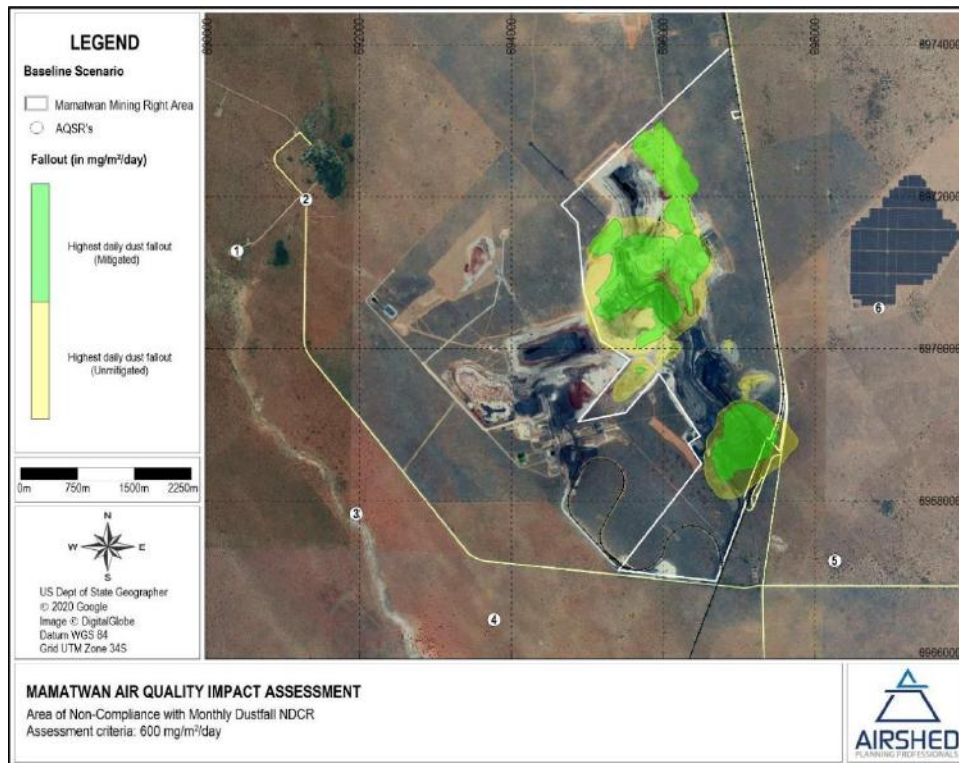 LEGEND
Baseline Scenario
Mamatwan Mining Right Area
AQSR's
Fallout (in mg/m²/day)
Highest daily dust fallout
(Mitigated)
Highest daily dust fallout
(Unmitigated)
0m 750m 1500m 2250m
N
W E
S
US Dept of State Geographer
© 2020 Google
Image © DigitalGlobe
Datum WGS 84
Grid UTM Zone 34S
690000 692000 694000 696000 698000
6974000
6972000
6970000
6968000
6966000
1
2
3
4
5
6
MAMATWAN AIR QUALITY IMPACT ASSESSMENT
Area of Non-Compliance with Monthly Dustfall NDCR
Assessment criteria: 600 mg/m²/day
AIRSHED
PLANNING PROFESSIONALS